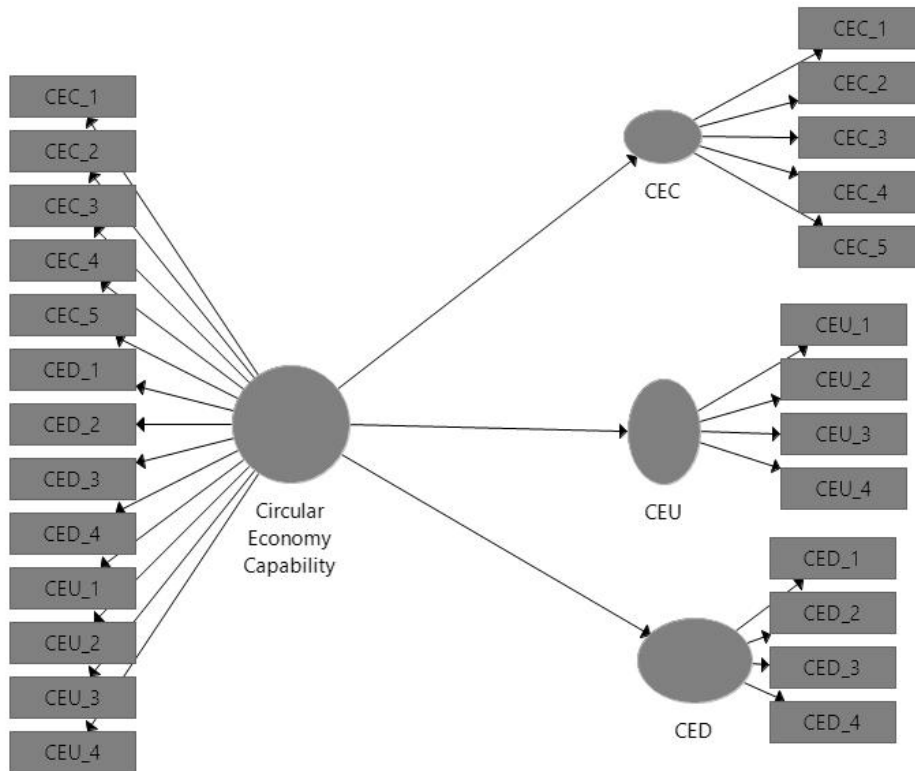 CEC_1
CEC_2
CEC_3
CEC_4
CEC_5
CED_1
CED_2
CED_3
CED_4
CEU_1
CEU_2
CEU_3
CEU_4
Circular
Economy
Capability
CEC
CEC_1
CEC_2
CEC_3
CEC_4
CEC_5
CEU
CEU_1
CEU_2
CEU_3
CEU_4
CED
CED_1
CED_2
CED_3
CED_4